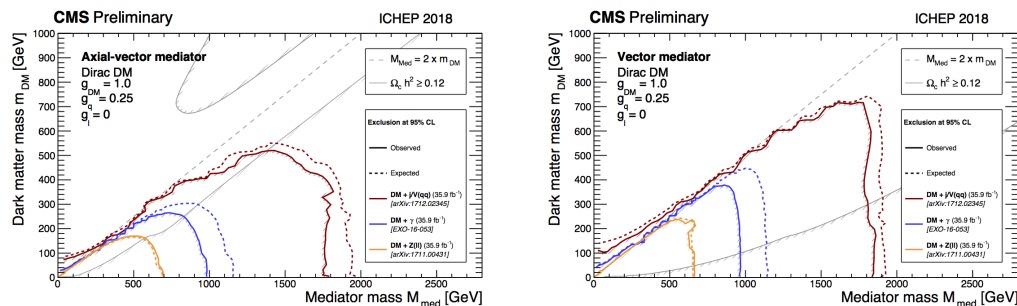 CMS Preliminary
ICHEP 2018
Axial-vector mediator
Dirac DM
g_DM = 1.0
g_q = 0.25
g_l = 0
M_Med = 2 x m_DM
Ω_c h² ≥ 0.12
Exclusion at 95% CL
Observed
Expected
DM + j/V(qq) (35.9 fb⁻¹)
[arXiv:1712.02345]
DM + γ (35.9 fb⁻¹)
[EXO-16-053]
DM + Z(ll) (35.9 fb⁻¹)
[arXiv:1711.00431]
Dark matter mass m_DM [GeV]
1000
900
800
700
600
500
400
300
200
100
0
0
500
1000
1500
2000
2500
Mediator mass M_med [GeV]
CMS Preliminary
ICHEP 2018
Vector mediator
Dirac DM
g_DM = 1.0
g_q = 0.25
g_l = 0
M_Med = 2 x m_DM
Ω_c h² ≥ 0.12
Exclusion at 95% CL
Observed
Expected
DM + j/V(qq) (35.9 fb⁻¹)
[arXiv:1712.02345]
DM + γ (35.9 fb⁻¹)
[EXO-16-053]
DM + Z(ll) (35.9 fb⁻¹)
[arXiv:1711.00431]
Dark matter mass m_DM [GeV]
1000
900
800
700
600
500
400
300
200
100
0
0
500
1000
1500
2000
2500
Mediator mass M_med [GeV]